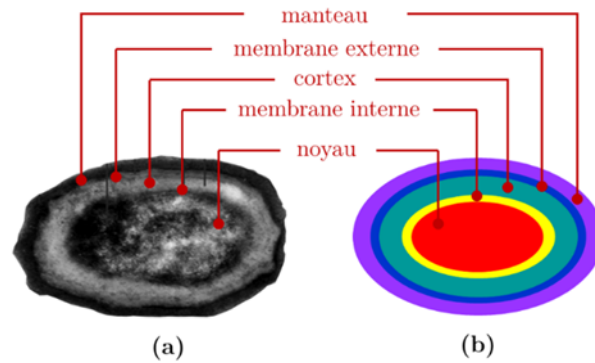 manteau
membrane externe
cortex
membrane interne
noyau
(a)
(b)